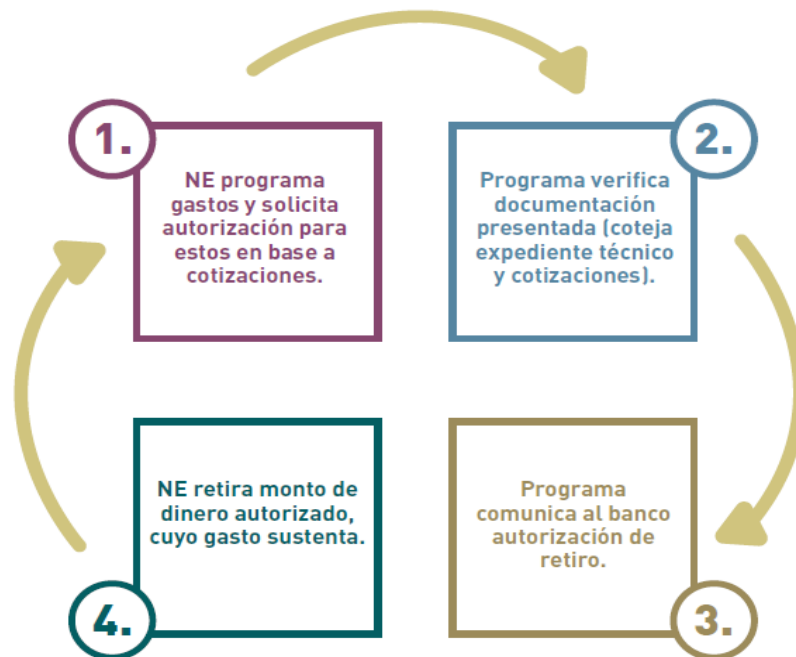 1.
NE programa
gastos y solicita
autorización para
estos en base a
cotizaciones.
2.
Programa verifica
documentación
presentada (coteja
expediente técnico
y cotizaciones).
3.
Programa
comunica al banco
autorización de
retiro.
4.
NE retira monto de
dinero autorizado,
cuyo gasto sustenta.